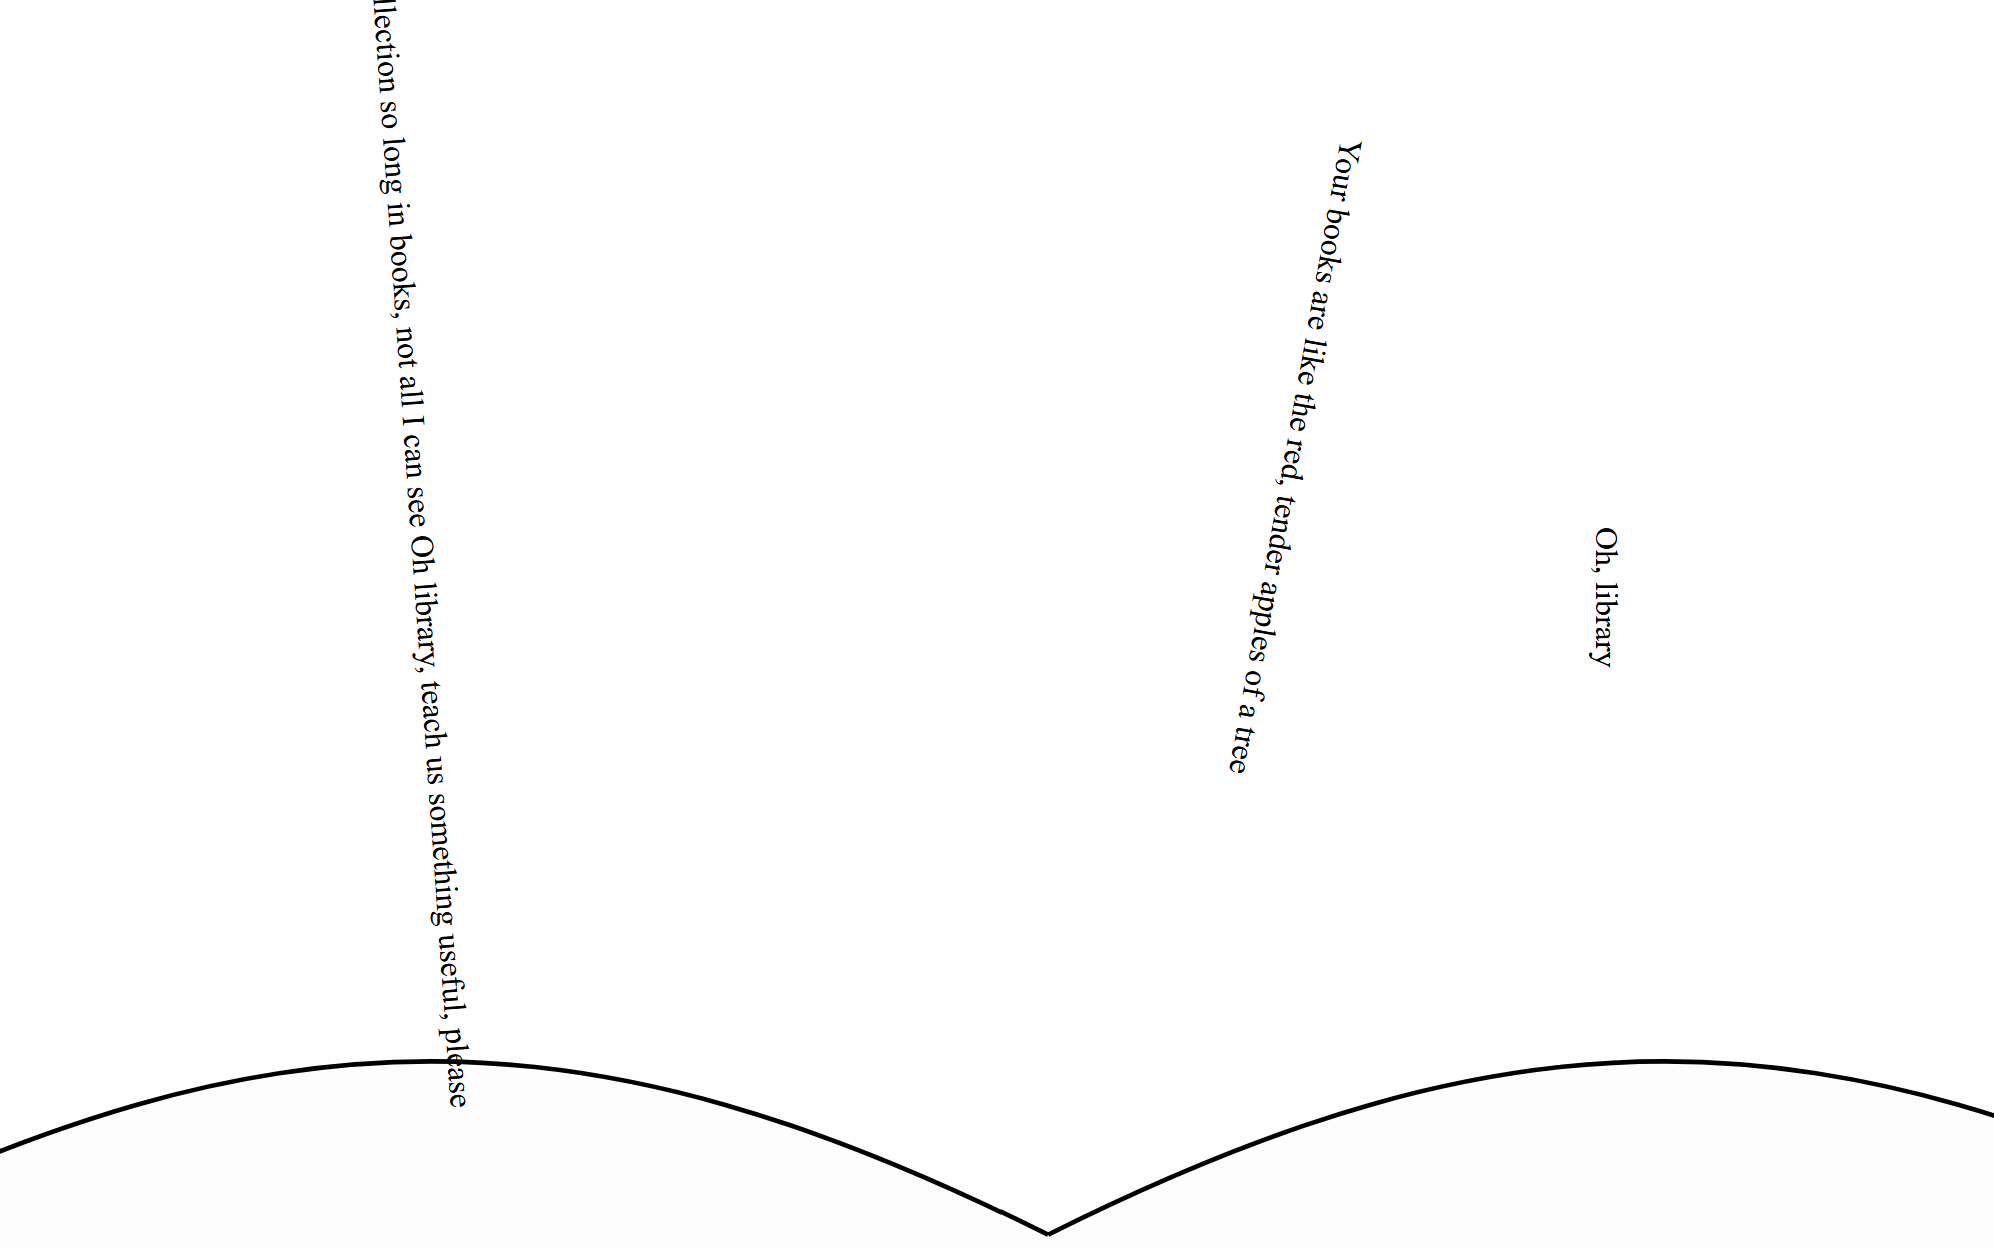 Oh, library
Your books are like the red, tender apples of a tree
llection so long in books, not all I can see Oh library, teach us something useful, please